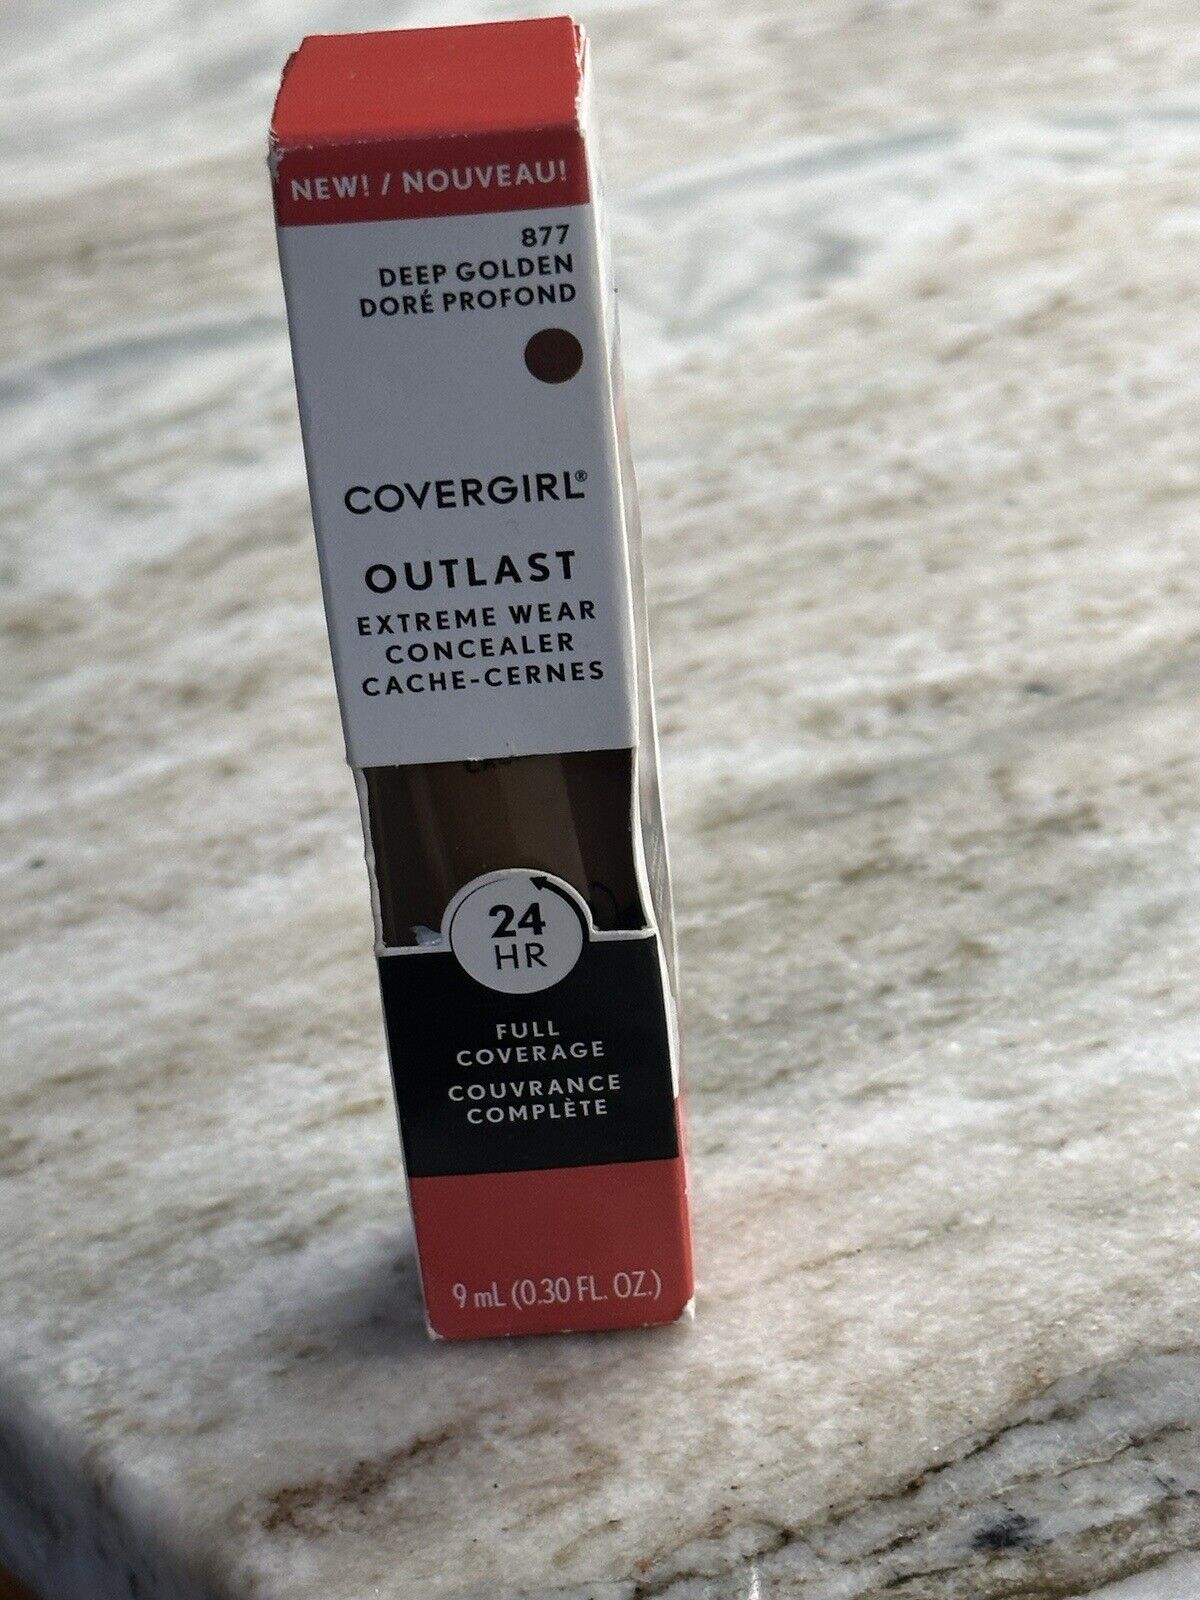 NEW! / NOUVEAU!
877
DEEP GOLDEN
DORÉ PROFOND
COVERGIRL®
OUTLAST
EXTREME WEAR
CONCEALER
CACHE-CERNES
24
HR
FULL
COVERAGE
COUVRANCE
COMPLÈTE
9 mL (0.30 FL. OZ.)